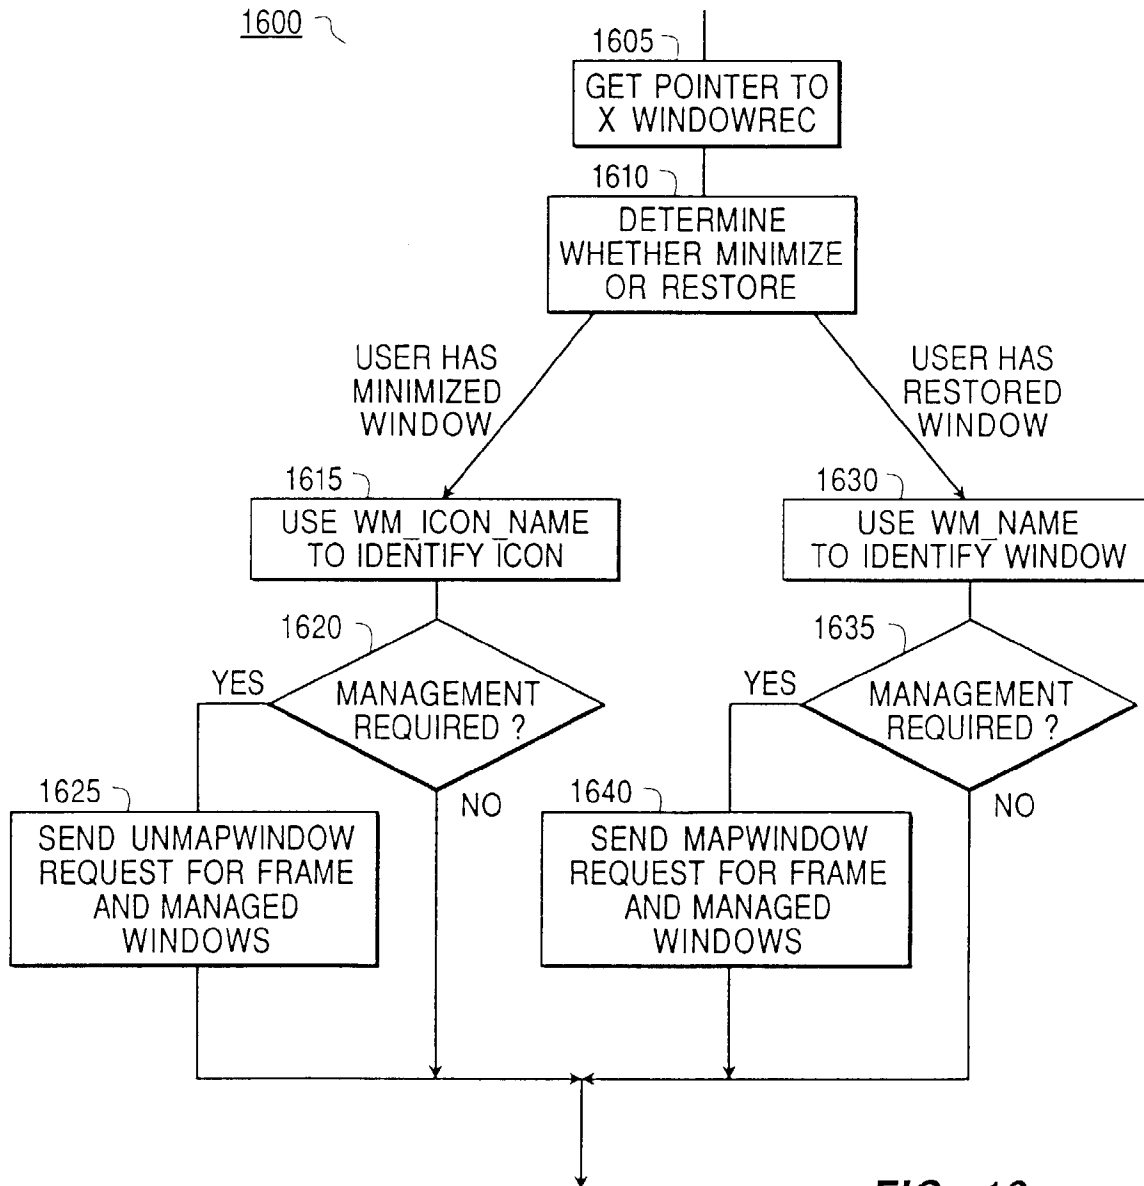 1600
1605
GET POINTER TO
X WINDOWREC
1610
DETERMINE
WHETHER MINIMIZE
OR RESTORE
USER HAS
MINIMIZED
WINDOW
USER HAS
RESTORED
WINDOW
1615
USE WM_ICON_NAME
TO IDENTIFY ICON
1630
USE WM_NAME
TO IDENTIFY WINDOW
1620
MANAGEMENT
REQUIRED ?
YES
NO
1635
MANAGEMENT
REQUIRED ?
YES
NO
1625
SEND UNMAPWINDOW
REQUEST FOR FRAME
AND MANAGED
WINDOWS
1640
SEND MAPWINDOW
REQUEST FOR FRAME
AND MANAGED
WINDOWS